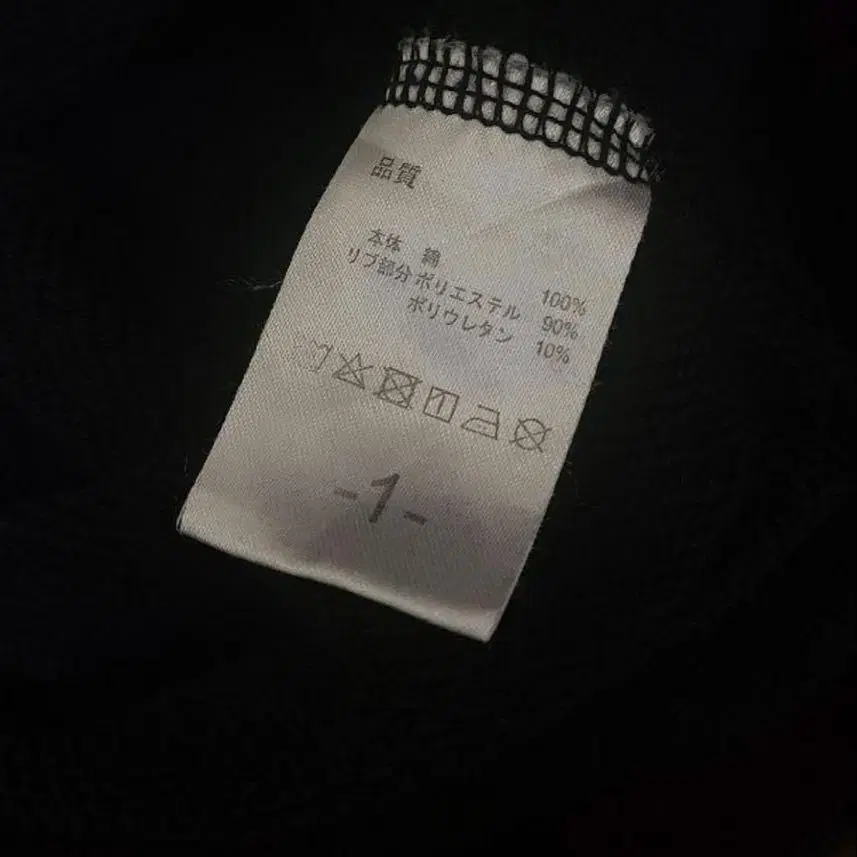 品質
本体 綿 100%
リブ部分 ポリエステル 90%
ポリウレタン 10%
-1-